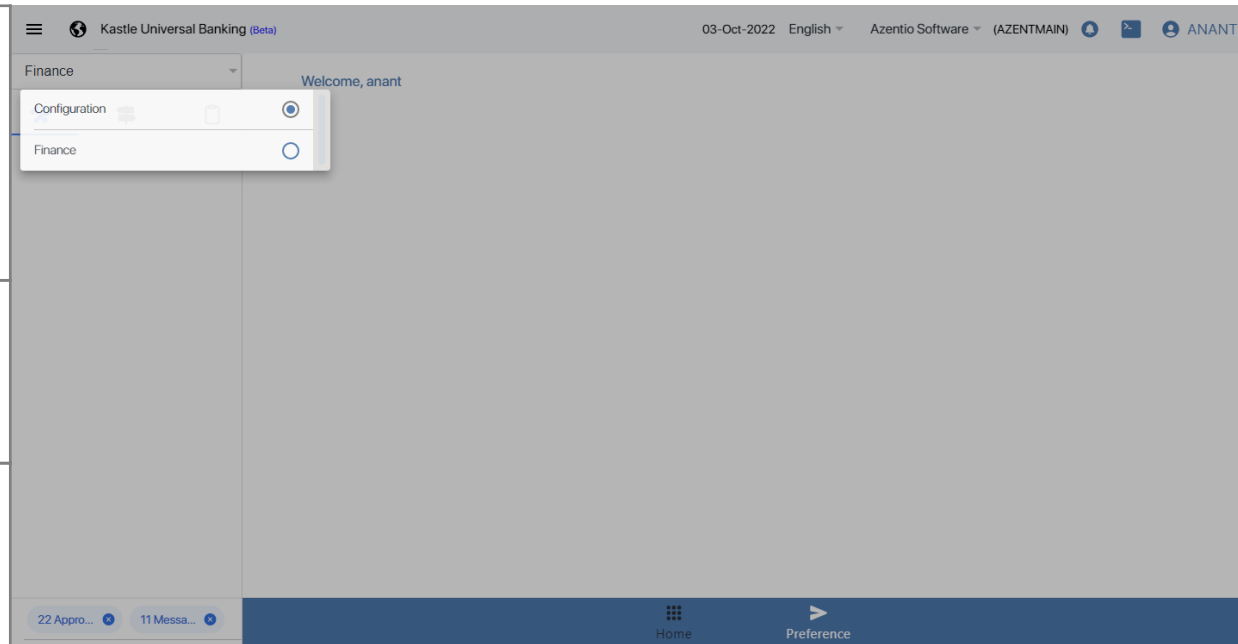 Kastle Universal Banking (Beta)
03-Oct-2022 English Azentio Software (AZENTMAIN) ANANT
Finance
Welcome, anant
Configuration
Finance
22 Appro...
11 Messa...
Home
Preference